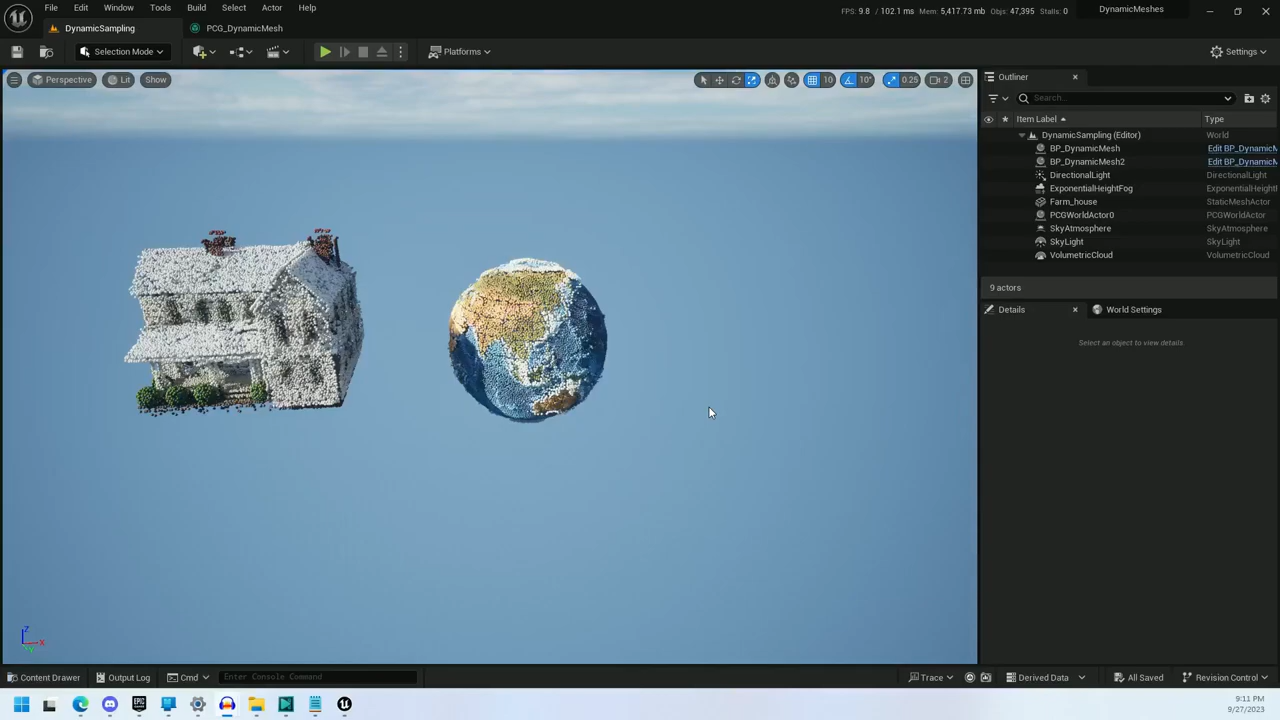 File Edit Window Tools Build Select Actor Help
FPS: 9.8 / 102.1 ms Mem: 5,417.73 mb Objs: 47,395 Stalls: 0
DynamicMeshes
DynamicSampling
PCG_DynamicMesh
Selection Mode
Platforms
Settings
Perspective Lit Show
10 10° 0.25 2
Outliner
Search...
Item Label Type
DynamicSampling (Editor) World
BP_DynamicMesh Edit BP_DynamicM
BP_DynamicMesh2 Edit BP_DynamicM
DirectionalLight DirectionalLight
ExponentialHeightFog ExponentialHeight
Farm_house StaticMeshActor
PCGWorldActor0 PCGWorldActor
SkyAtmosphere SkyAtmosphere
SkyLight SkyLight
VolumetricCloud VolumetricCloud
9 actors
Details World Settings
Select an object to view details
Z X Y
Content Drawer Output Log Cmd Enter Console Command
Trace Derived Data All Saved Revision Control
EPIC
9:11 PM
9/27/2023